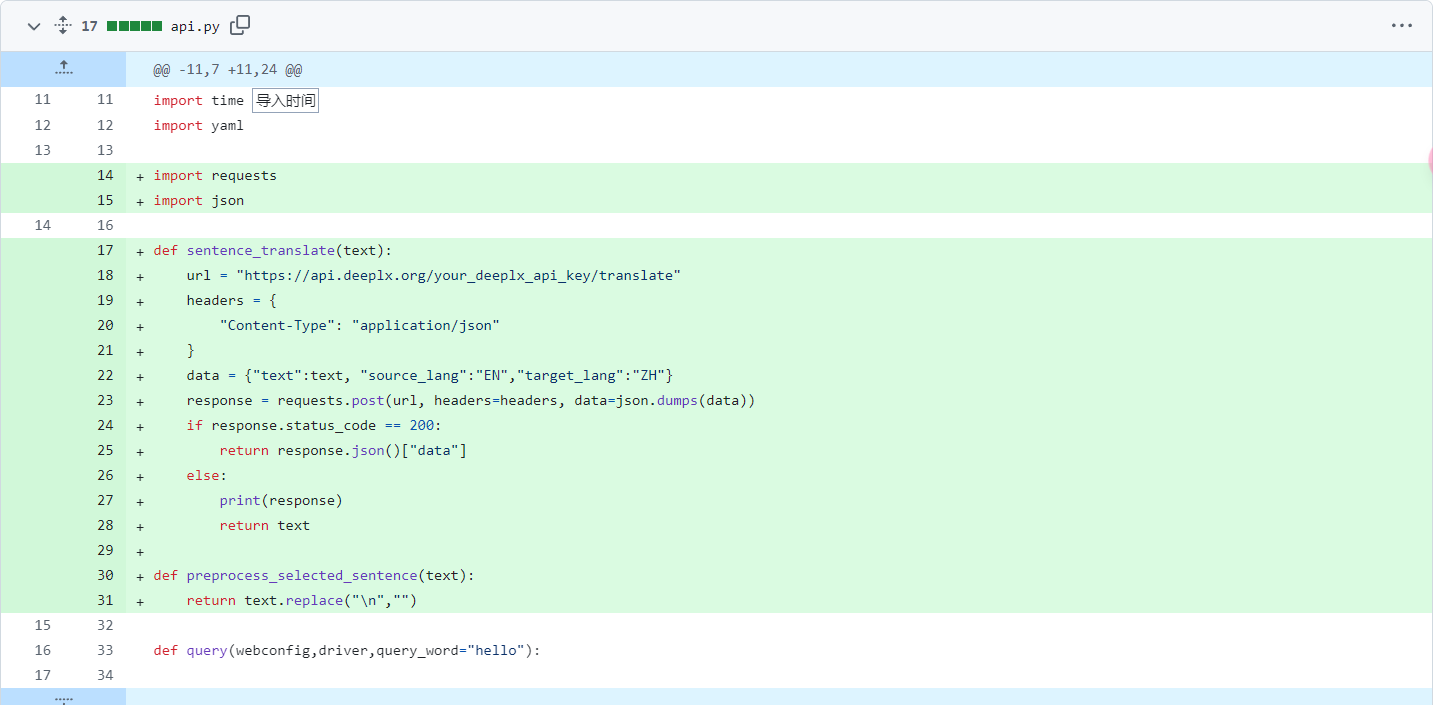 17 api.py
@@ -11,7 +11,24 @@
11 11 import time 导入时间
12 12 import yaml
13 13
14 + import requests
15 + import json
14 16
17 + def sentence_translate(text):
18 + url = "https://api.deeplx.org/your_deeplx_api_key/translate"
19 + headers = {
20 + "Content-Type": "application/json"
21 + }
22 + data = {"text":text, "source_lang":"EN","target_lang":"ZH"}
23 + response = requests.post(url, headers=headers, data=json.dumps(data))
24 + if response.status_code == 200:
25 + return response.json()["data"]
26 + else:
27 + print(response)
28 + return text
29 +
30 + def preprocess_selected_sentence(text):
31 + return text.replace("\n","")
15 32
16 33 def query(webconfig,driver,query_word="hello"):
17 34